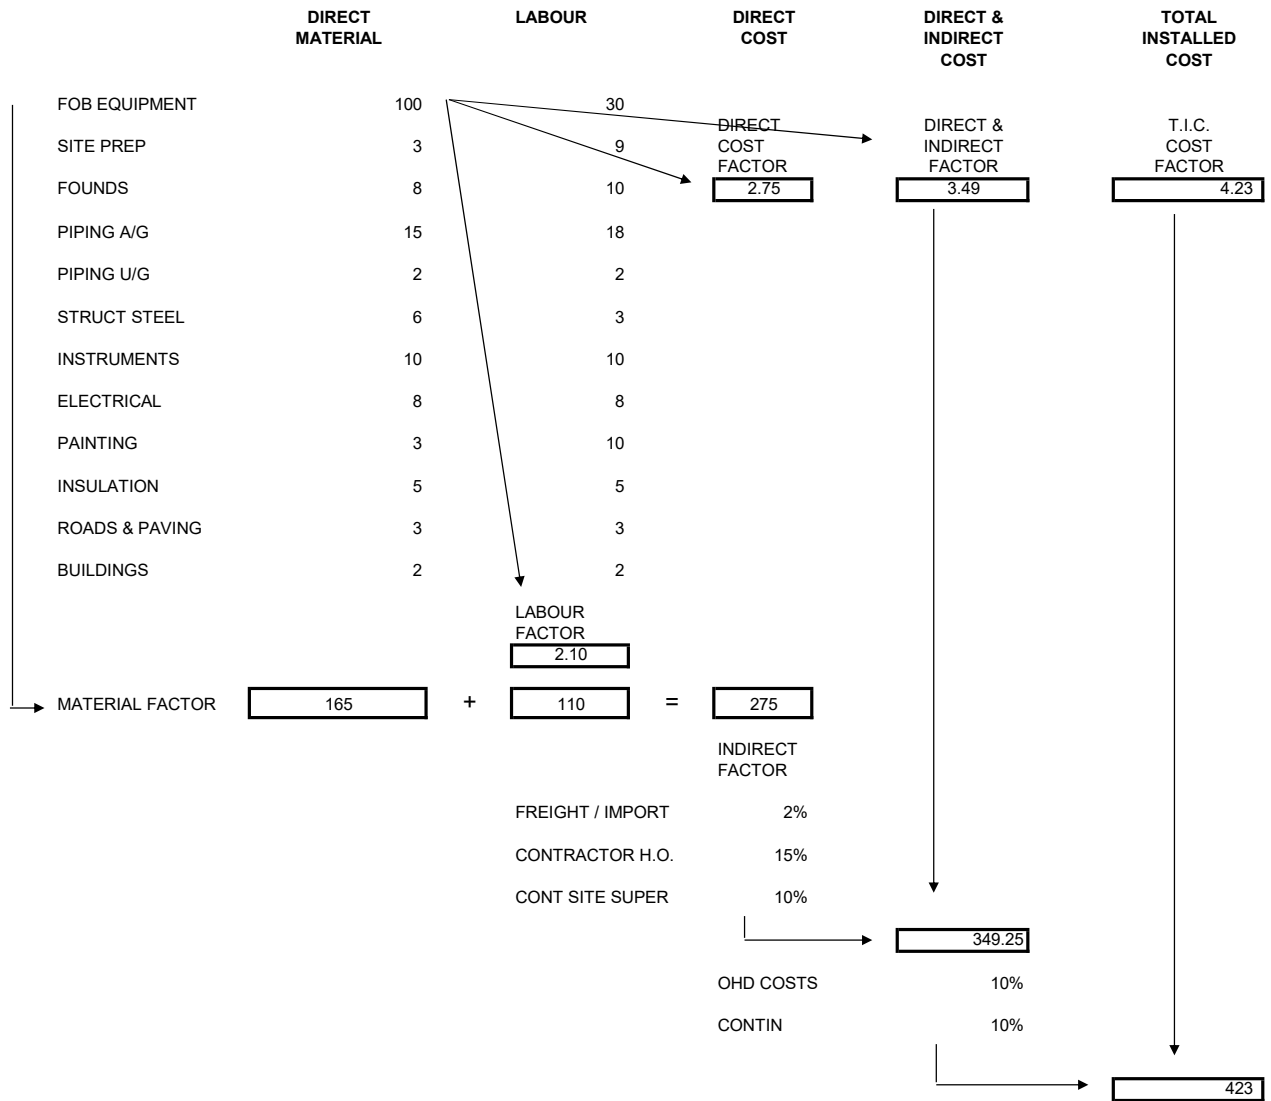 DIRECT MATERIAL LABOUR DIRECT COST DIRECT & INDIRECT COST TOTAL INSTALLED COST
FOB EQUIPMENT 100 30
DIRECT COST FACTOR DIRECT & INDIRECT FACTOR T.I.C. COST FACTOR
SITE PREP 3 9
FOUNDS 8 10 2.75 3.49 4.23
PIPING A/G 15 18
PIPING U/G 2 2
STRUCT STEEL 6 3
INSTRUMENTS 10 10
ELECTRICAL 8 8
PAINTING 3 10
INSULATION 5 5
ROADS & PAVING 3 3
BUILDINGS 2 2
LABOUR
FACTOR
2.10
MATERIAL FACTOR 165 + 110 = 275
INDIRECT
FACTOR
FREIGHT / IMPORT 2%
CONTRACTOR H.O. 15%
CONT SITE SUPER 10%
349.25
OHD COSTS 10%
CONTIN 10%
423